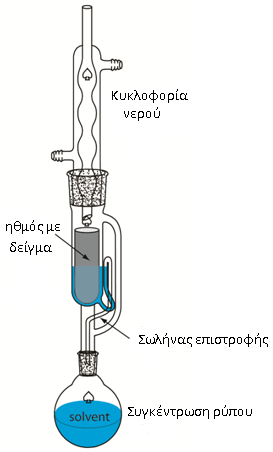 Κυκλοφορία
νερού
ηθμός με
δείγμα
Σωλήνας επιστροφής
Συγκέντρωση ρύπου
solvent